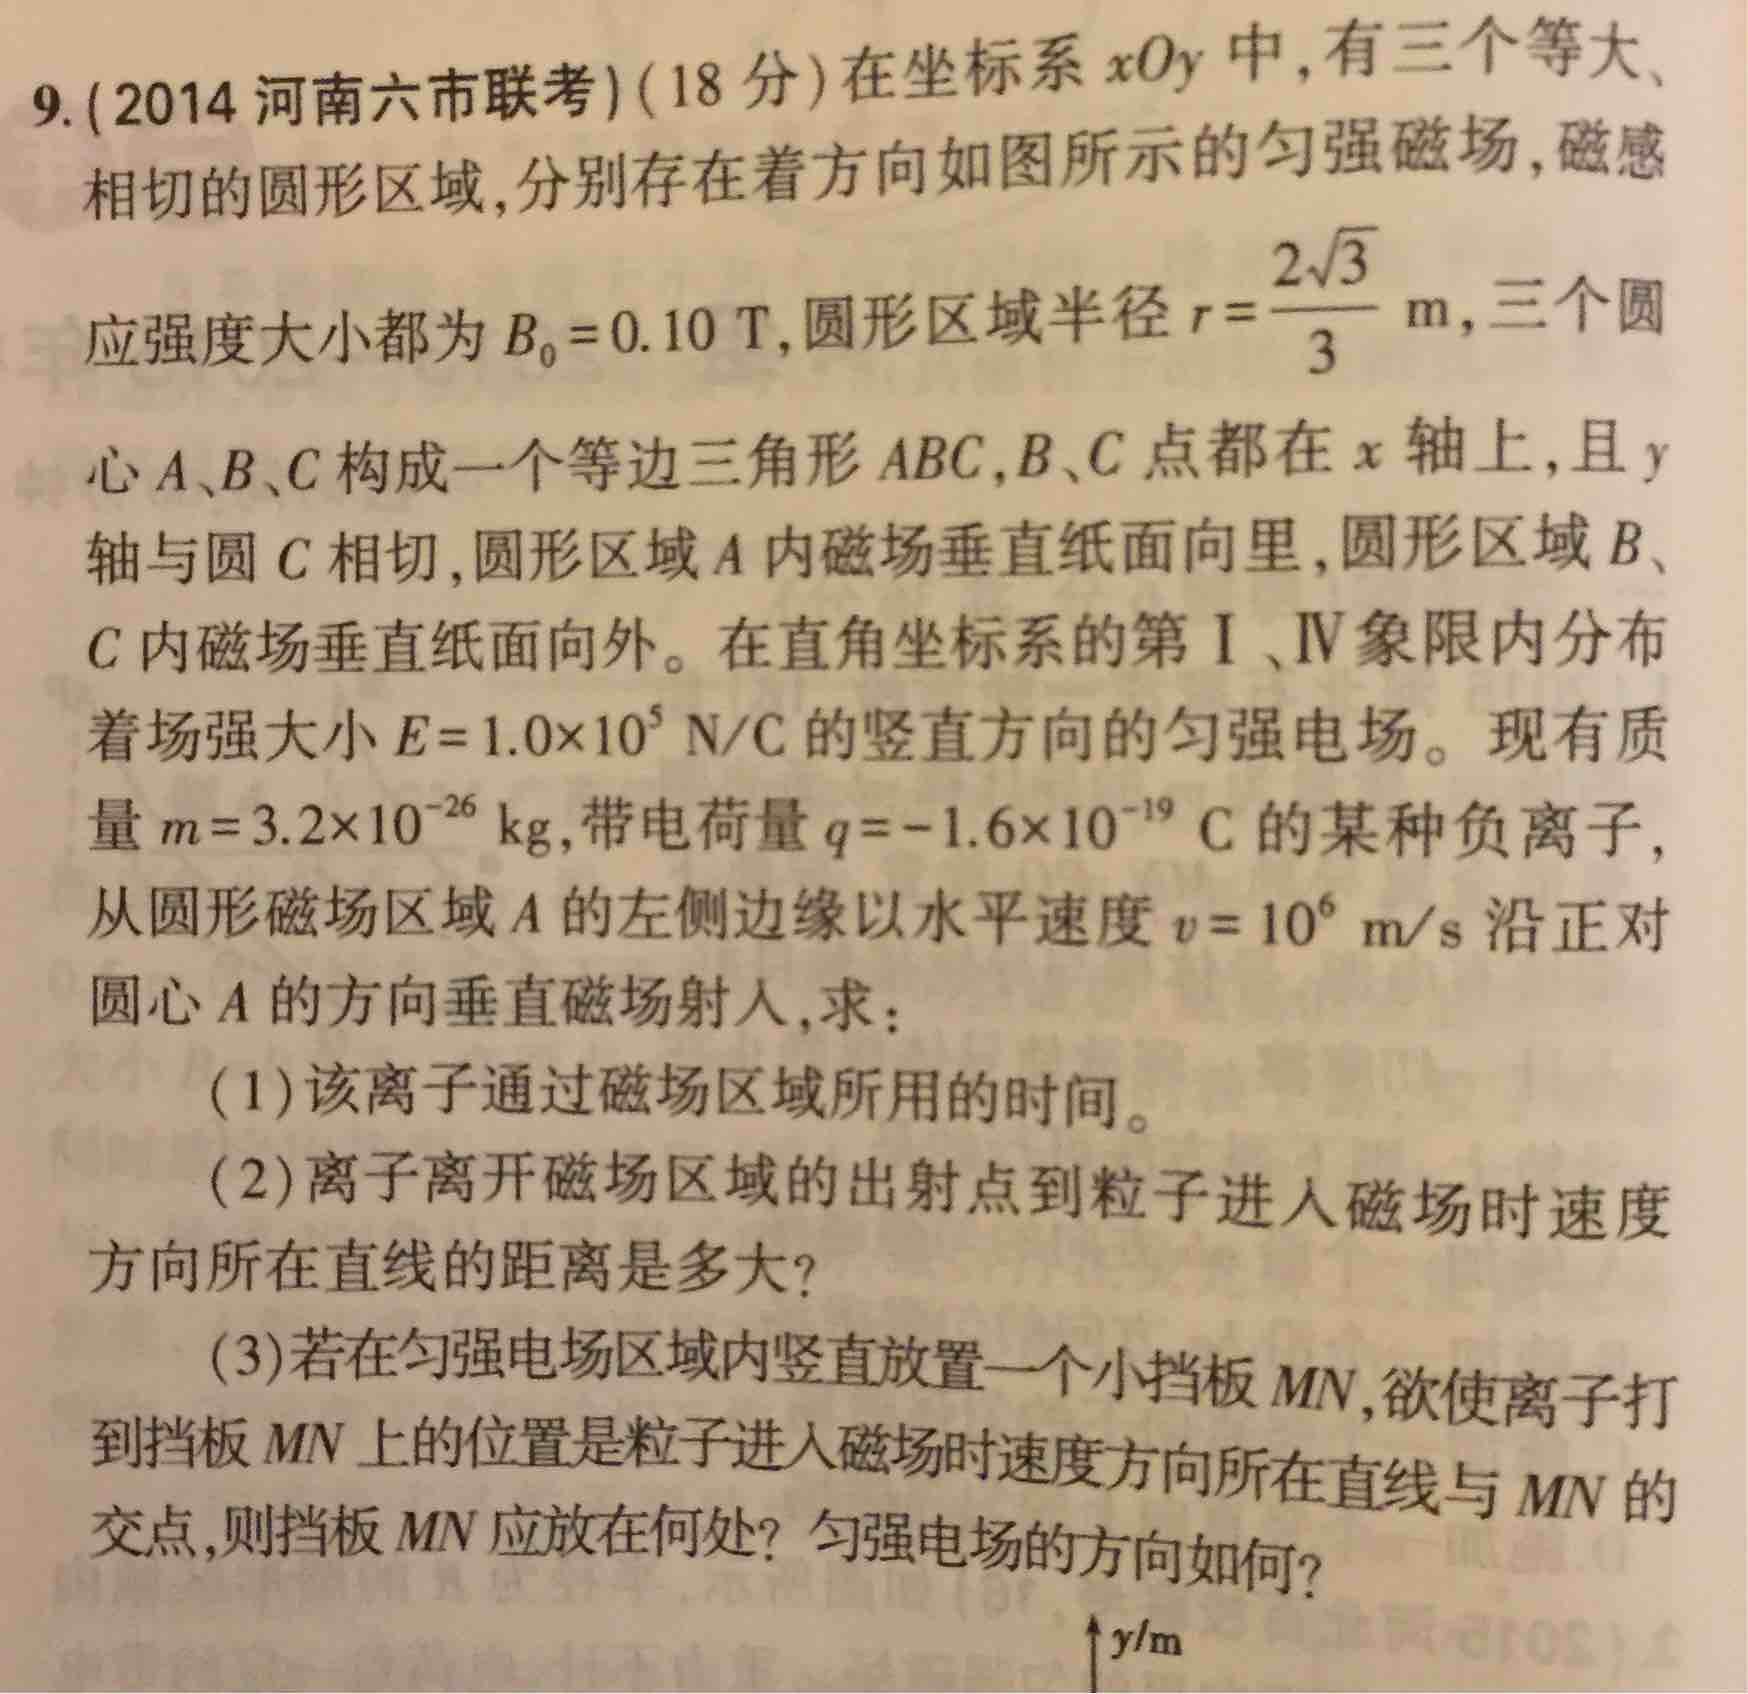 9.(2014 河南六市联考)(18 分)在坐标系 xOy 中,有三个等大、
相切的圆形区域,分别存在着方向如图所示的匀强磁场,磁感
应强度大小都为 B₀=0.10 T,圆形区域半径 r=\frac{2\sqrt{3}}{3} m,三个圆
心 A、B、C 构成一个等边三角形 ABC,B、C 点都在 x 轴上,且 y
轴与圆 C 相切,圆形区域 A 内磁场垂直纸面向里,圆形区域 B、
C 内磁场垂直纸面向外。在直角坐标系的第 Ⅰ、Ⅳ象限内分布
着场强大小 E=1.0×10⁵ N/C 的竖直方向的匀强电场。现有质
量 m=3.2×10⁻²⁶ kg,带电荷量 q=-1.6×10⁻¹⁹ C 的某种负离子,
从圆形磁场区域 A 的左侧边缘以水平速度 v=10⁶ m/s 沿正对
圆心 A 的方向垂直磁场射入,求:
(1)该离子通过磁场区域所用的时间。
(2)离子离开磁场区域的出射点到粒子进入磁场时速度
方向所在直线的距离是多大?
(3)若在匀强电场区域内竖直放置一个小挡板 MN,欲使离子打
到挡板 MN 上的位置是粒子进入磁场时速度方向所在直线与 MN 的
交点,则挡板 MN 应放在何处? 匀强电场的方向如何?
y/m